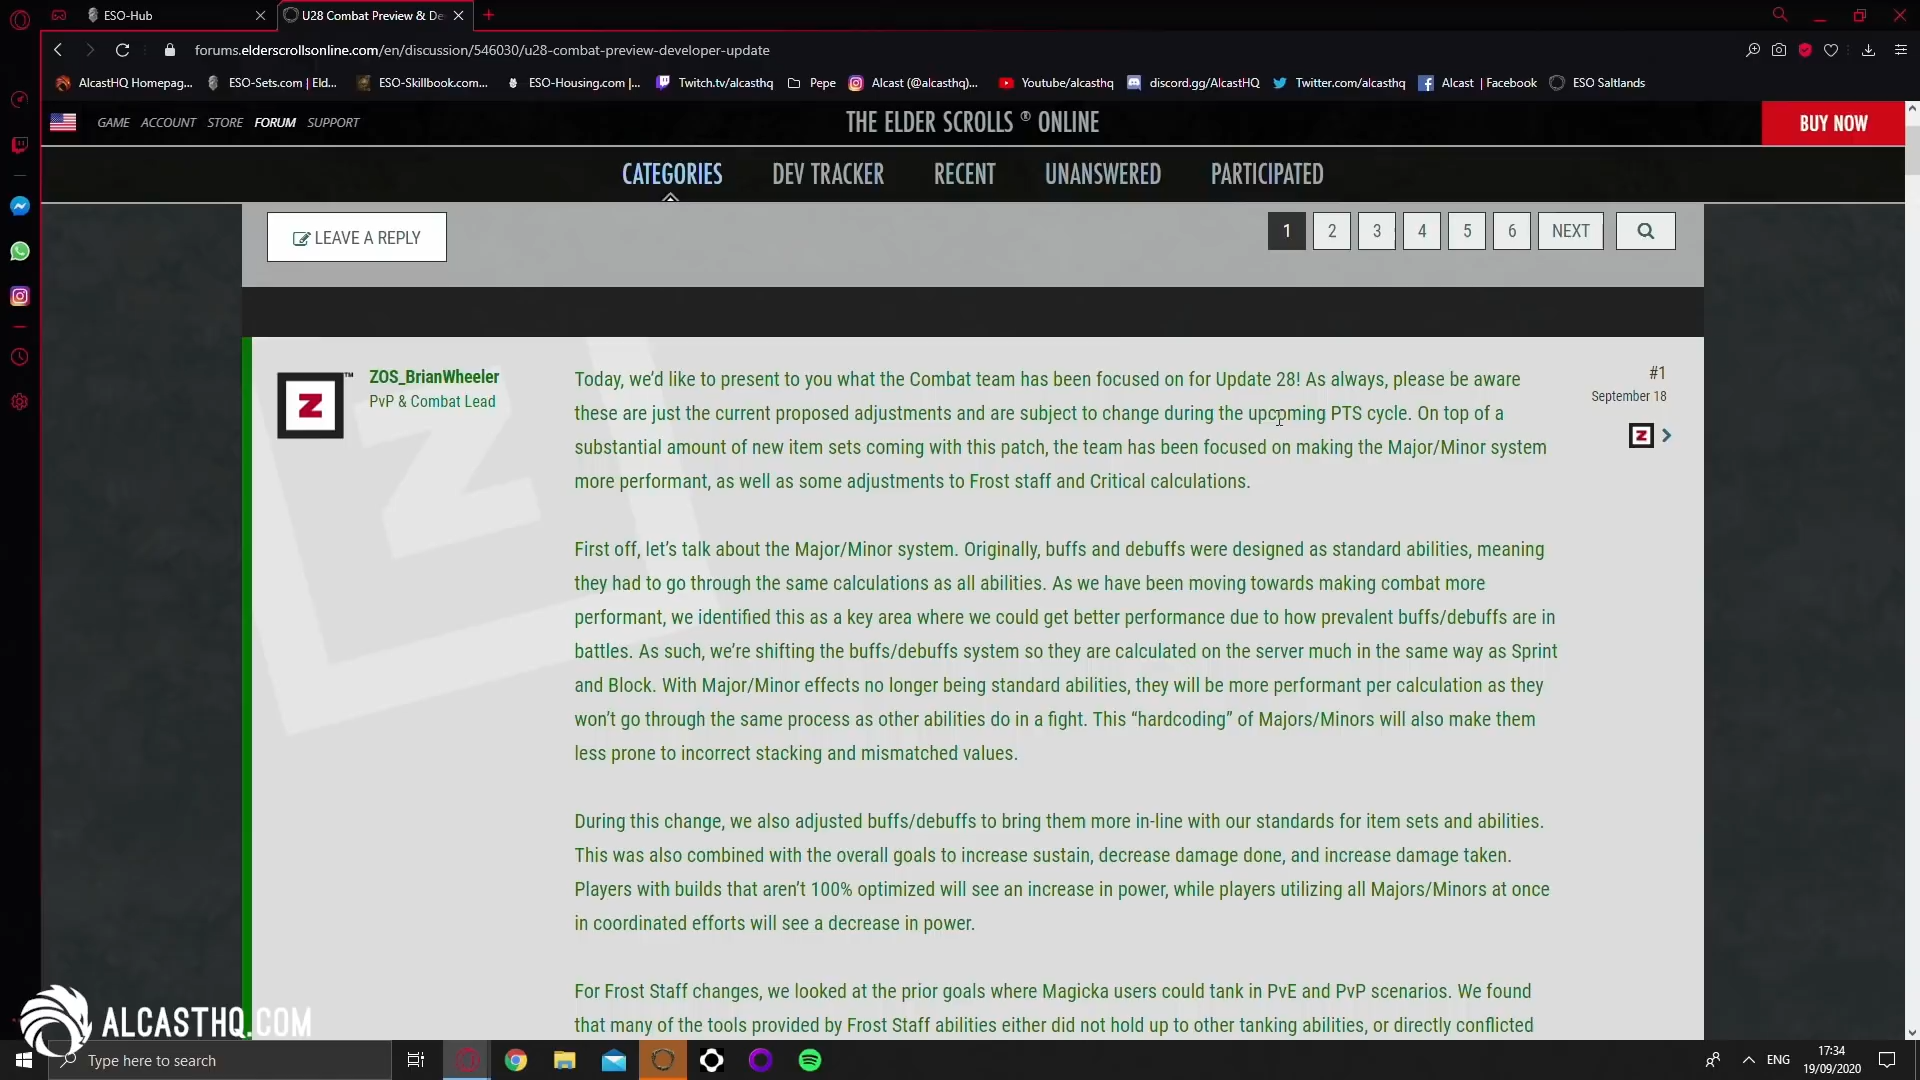 ESO-Hub
U28 Combat Preview & De
forums.elderscrollsonline.com/en/discussion/546030/u28-combat-preview-developer-update
AlcastHQ Homepag...
ESO-Sets.com | Eld...
ESO-Skillbook.com...
ESO-Housing.com |...
Twitch.tv/alcasthq
Pepe
Alcast (@alcasthq)...
Youtube/alcasthq
discord.gg/AlcastHQ
Twitter.com/alcasthq
Alcast | Facebook
ESO Saltlands
GAME ACCOUNT STORE FORUM SUPPORT
THE ELDER SCROLLS ® ONLINE
BUY NOW
CATEGORIES DEV TRACKER RECENT UNANSWERED PARTICIPATED
LEAVE A REPLY
1 2 3 4 5 6 NEXT
Z ™
ZOS_BrianWheeler
PvP & Combat Lead
#1
September 18
Z
Today, we’d like to present to you what the Combat team has been focused on for Update 28! As always, please be aware
these are just the current proposed adjustments and are subject to change during the upcoming PTS cycle. On top of a
substantial amount of new item sets coming with this patch, the team has been focused on making the Major/Minor system
more performant, as well as some adjustments to Frost staff and Critical calculations.
First off, let’s talk about the Major/Minor system. Originally, buffs and debuffs were designed as standard abilities, meaning
they had to go through the same calculations as all abilities. As we have been moving towards making combat more
performant, we identified this as a key area where we could get better performance due to how prevalent buffs/debuffs are in
battles. As such, we’re shifting the buffs/debuffs system so they are calculated on the server much in the same way as Sprint
and Block. With Major/Minor effects no longer being standard abilities, they will be more performant per calculation as they
won’t go through the same process as other abilities do in a fight. This “hardcoding” of Majors/Minors will also make them
less prone to incorrect stacking and mismatched values.
During this change, we also adjusted buffs/debuffs to bring them more in-line with our standards for item sets and abilities.
This was also combined with the overall goals to increase sustain, decrease damage done, and increase damage taken.
Players with builds that aren’t 100% optimized will see an increase in power, while players utilizing all Majors/Minors at once
in coordinated efforts will see a decrease in power.
For Frost Staff changes, we looked at the prior goals where Magicka users could tank in PvE and PvP scenarios. We found
that many of the tools provided by Frost Staff abilities either did not hold up to other tanking abilities, or directly conflicted
ALCASTHQ.COM
Type here to search
ENG
17:34
19/09/2020